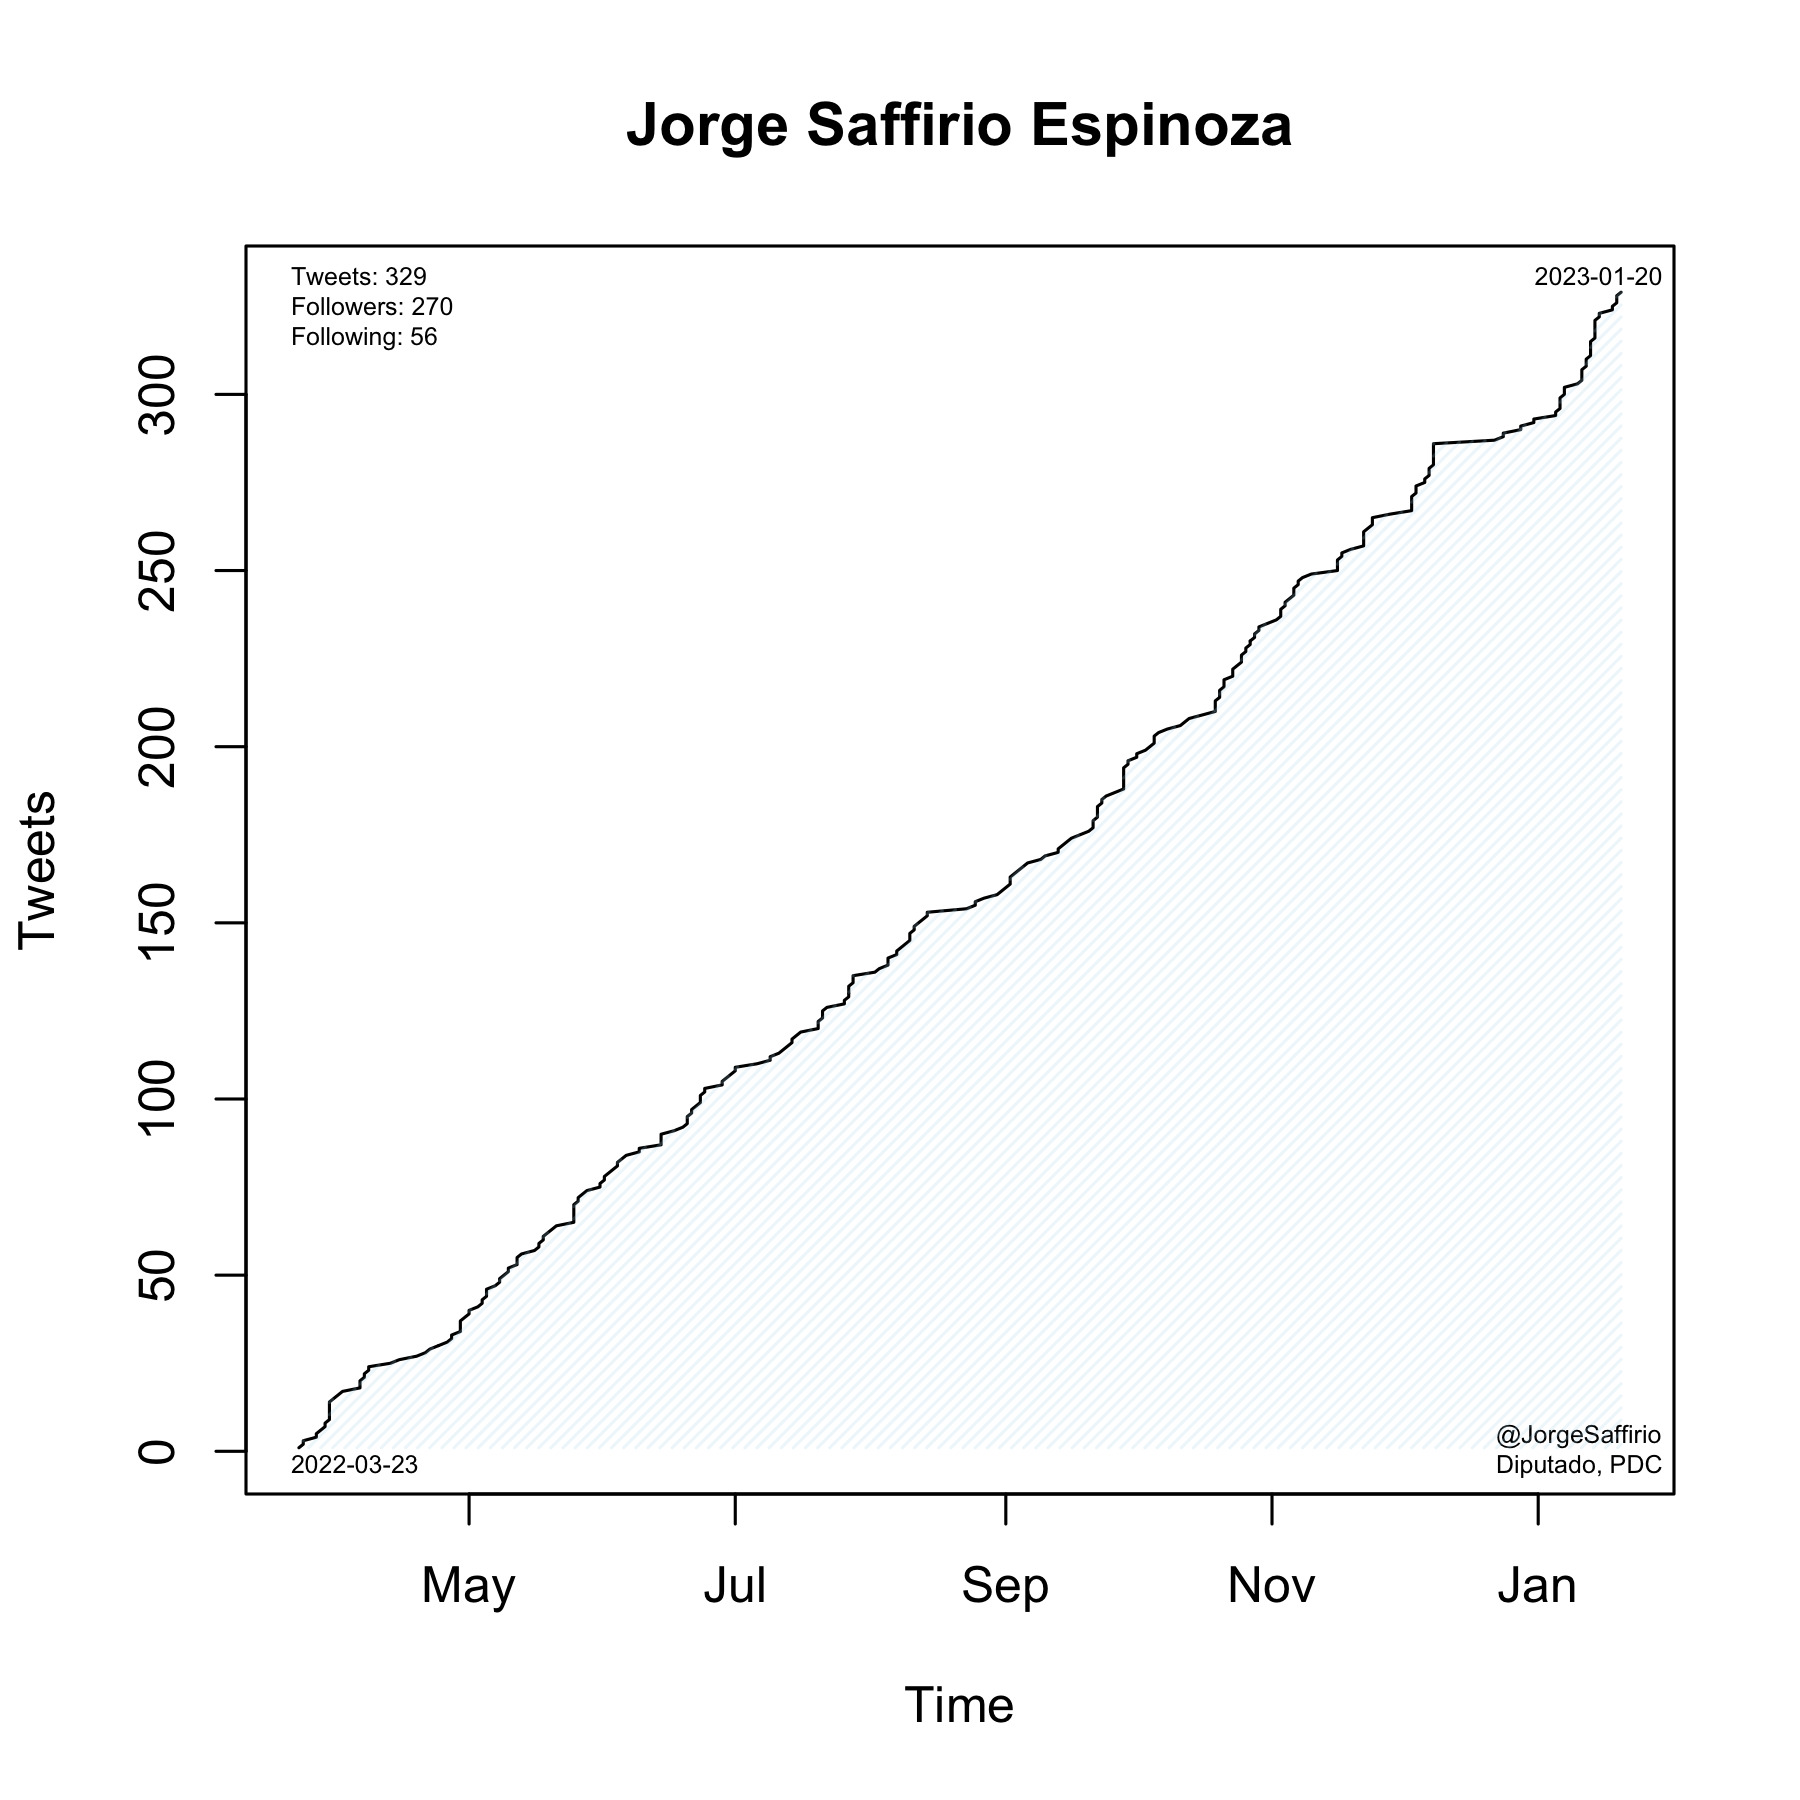 Jorge Saffirio Espinoza
Tweets: 329
Followers: 270
Following: 56
2023-01-20
300
250
200
150
100
50
0
Tweets
@JorgeSaffirio
Diputado, PDC
2022-03-23
May Jul Sep Nov Jan
Time